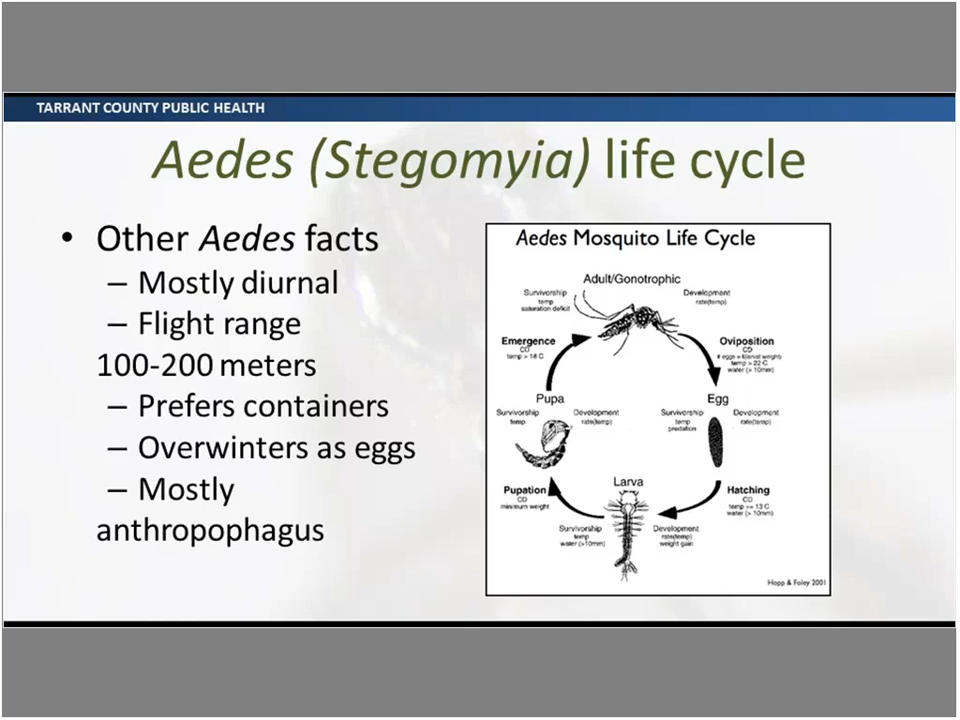 TARRANT COUNTY PUBLIC HEALTH
Aedes (Stegomyia) life cycle
• Other Aedes facts
– Mostly diurnal
– Flight range
100-200 meters
– Prefers containers
– Overwinters as eggs
– Mostly
anthropophagus
Aedes Mosquito Life Cycle
Adult/Gonotrophic
Survivorship
temp
saturation deficit
Development
rate(temp)
Emergence
CD
temp > 18 C
Oviposition
CD
temp > 22 C
water (> 10mm)
Pupa
Survivorship
temp
Development
rate(temp)
Egg
Survivorship
temp
predation
Development
rate(temp)
Pupation
CD
minimum weight
Larva
Hatching
CD
water (> 10mm)
Survivorship
temp
water (>10mm)
Development
rate(temp)
weight gain
Hopp & Foley 2001